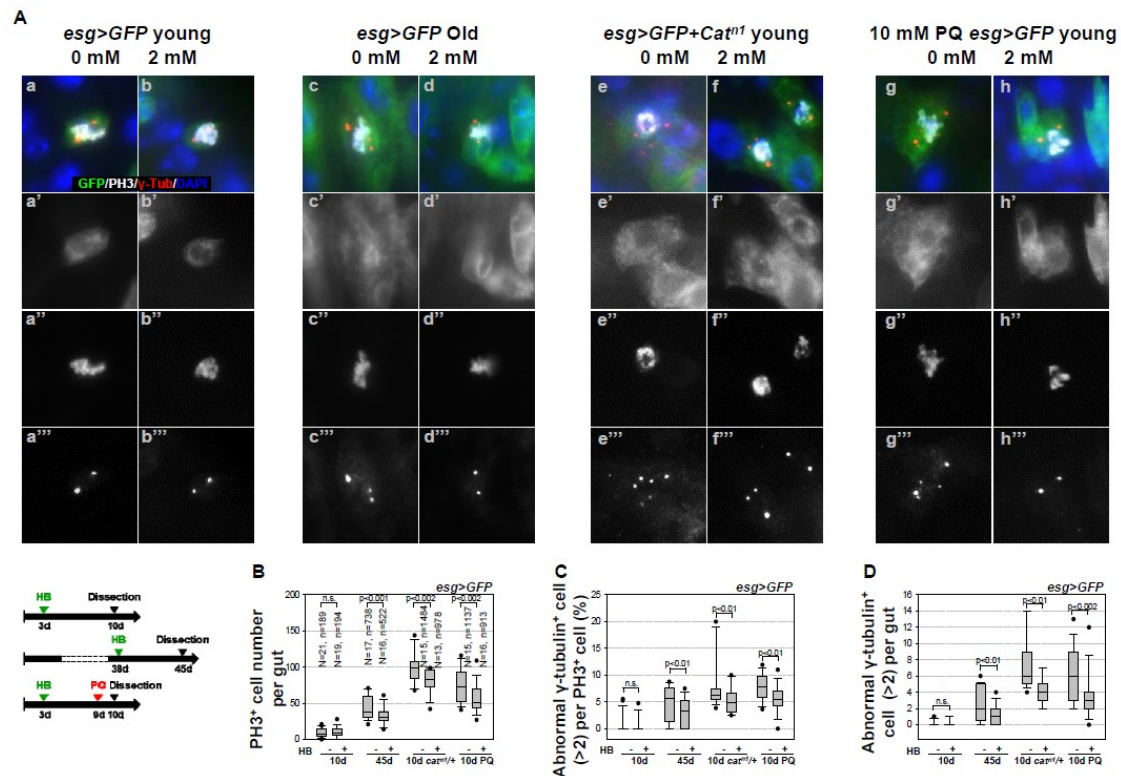 A
esg>GFP young
0 mM 2 mM
esg>GFP Old
0 mM 2 mM
esg>GFP+Catⁿ¹ young
0 mM 2 mM
10 mM PQ esg>GFP young
0 mM 2 mM
a b c d e f g h
GFP/PH3/γ-Tub/DAPI
a' b' c' d' e' f' g' h'
a'' b'' c'' d'' e'' f'' g'' h''
a''' b''' c''' d''' e''' f''' g''' h'''
HB Dissection
3d 10d
HB Dissection
38d 45d
HB PQ Dissection
3d 9d 10d
B
esg>GFP
PH3⁺ cell number
per gut
200
150
100
50
0
n.s. p<0.001 p<0.002 p<0.002
N=21, n=189
N=19, n=194
N=17, n=738
N=16, n=522
N=15, n=1484
N=13, n=978
N=15, n=1137
N=16, n=913
HB - + - + - + - +
10d 45d 10d catⁿ¹/+ 10d PQ
C
esg>GFP
Abnormal γ-tubulin⁺ cell
(>2) per PH3⁺ cell (%)
25
20
15
10
5
0
n.s. p<0.01 p<0.01 p<0.01
HB - + - + - + - +
10d 45d 10d catⁿ¹/+ 10d PQ
D
esg>GFP
Abnormal γ-tubulin⁺
cell (>2) per gut
16
14
12
10
8
6
4
2
0
n.s. p<0.01 p<0.01 p<0.002
HB - + - + - + - +
10d 45d 10d catⁿ¹/+ 10d PQ